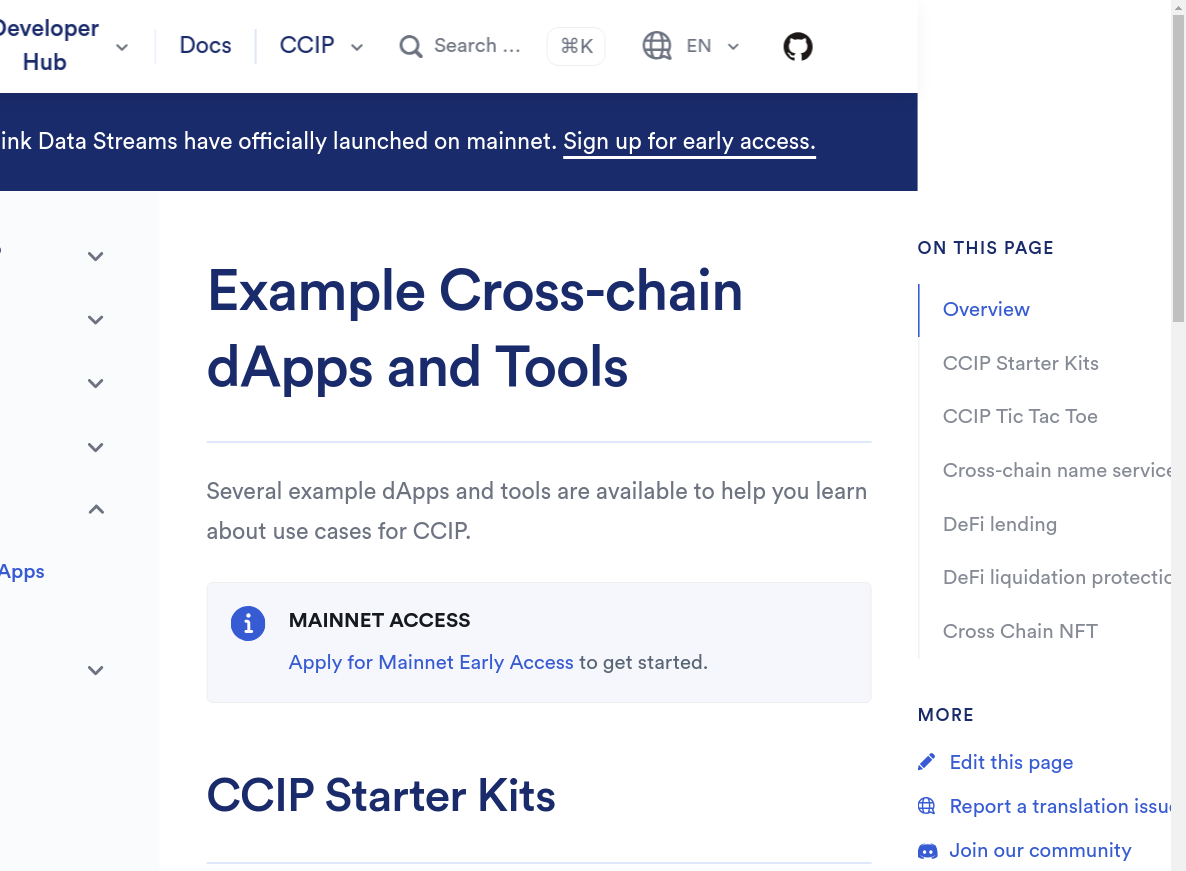 Developer
Hub
Docs
CCIP
Search ...
⌘K
EN
ink Data Streams have officially launched on mainnet. Sign up for early access.
Apps
Example Cross-chain
dApps and Tools
Several example dApps and tools are available to help you learn
about use cases for CCIP.
MAINNET ACCESS
Apply for Mainnet Early Access to get started.
CCIP Starter Kits
ON THIS PAGE
Overview
CCIP Starter Kits
CCIP Tic Tac Toe
Cross-chain name service
DeFi lending
DeFi liquidation protectio
Cross Chain NFT
MORE
Edit this page
Report a translation issu
Join our community